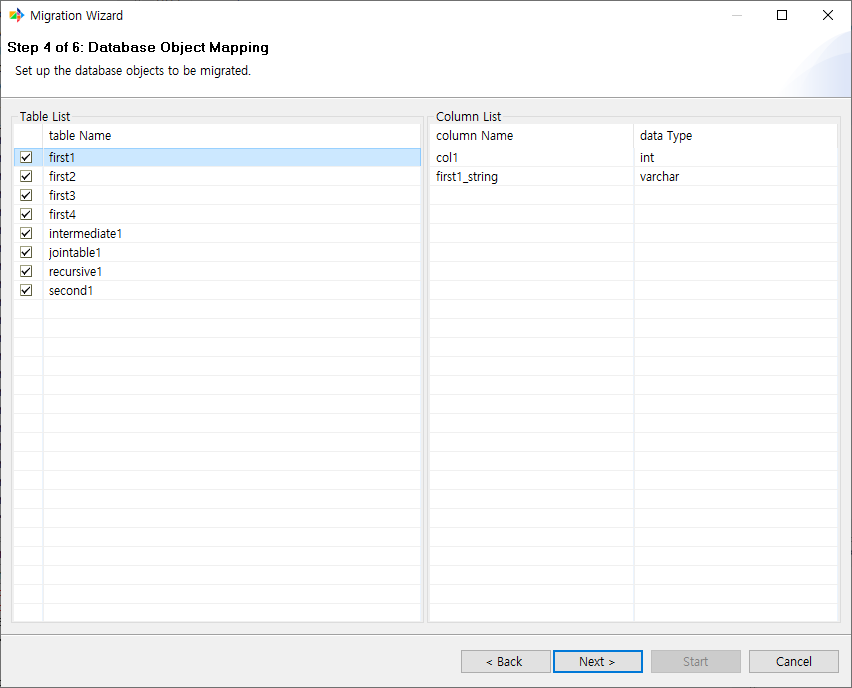 Migration Wizard
Step 4 of 6: Database Object Mapping
Set up the database objects to be migrated.
Table List
table Name
first1
first2
first3
first4
intermediate1
jointable1
recursive1
second1
Column List
column Name data Type
col1 int
first1_string varchar
< Back Next > Start Cancel